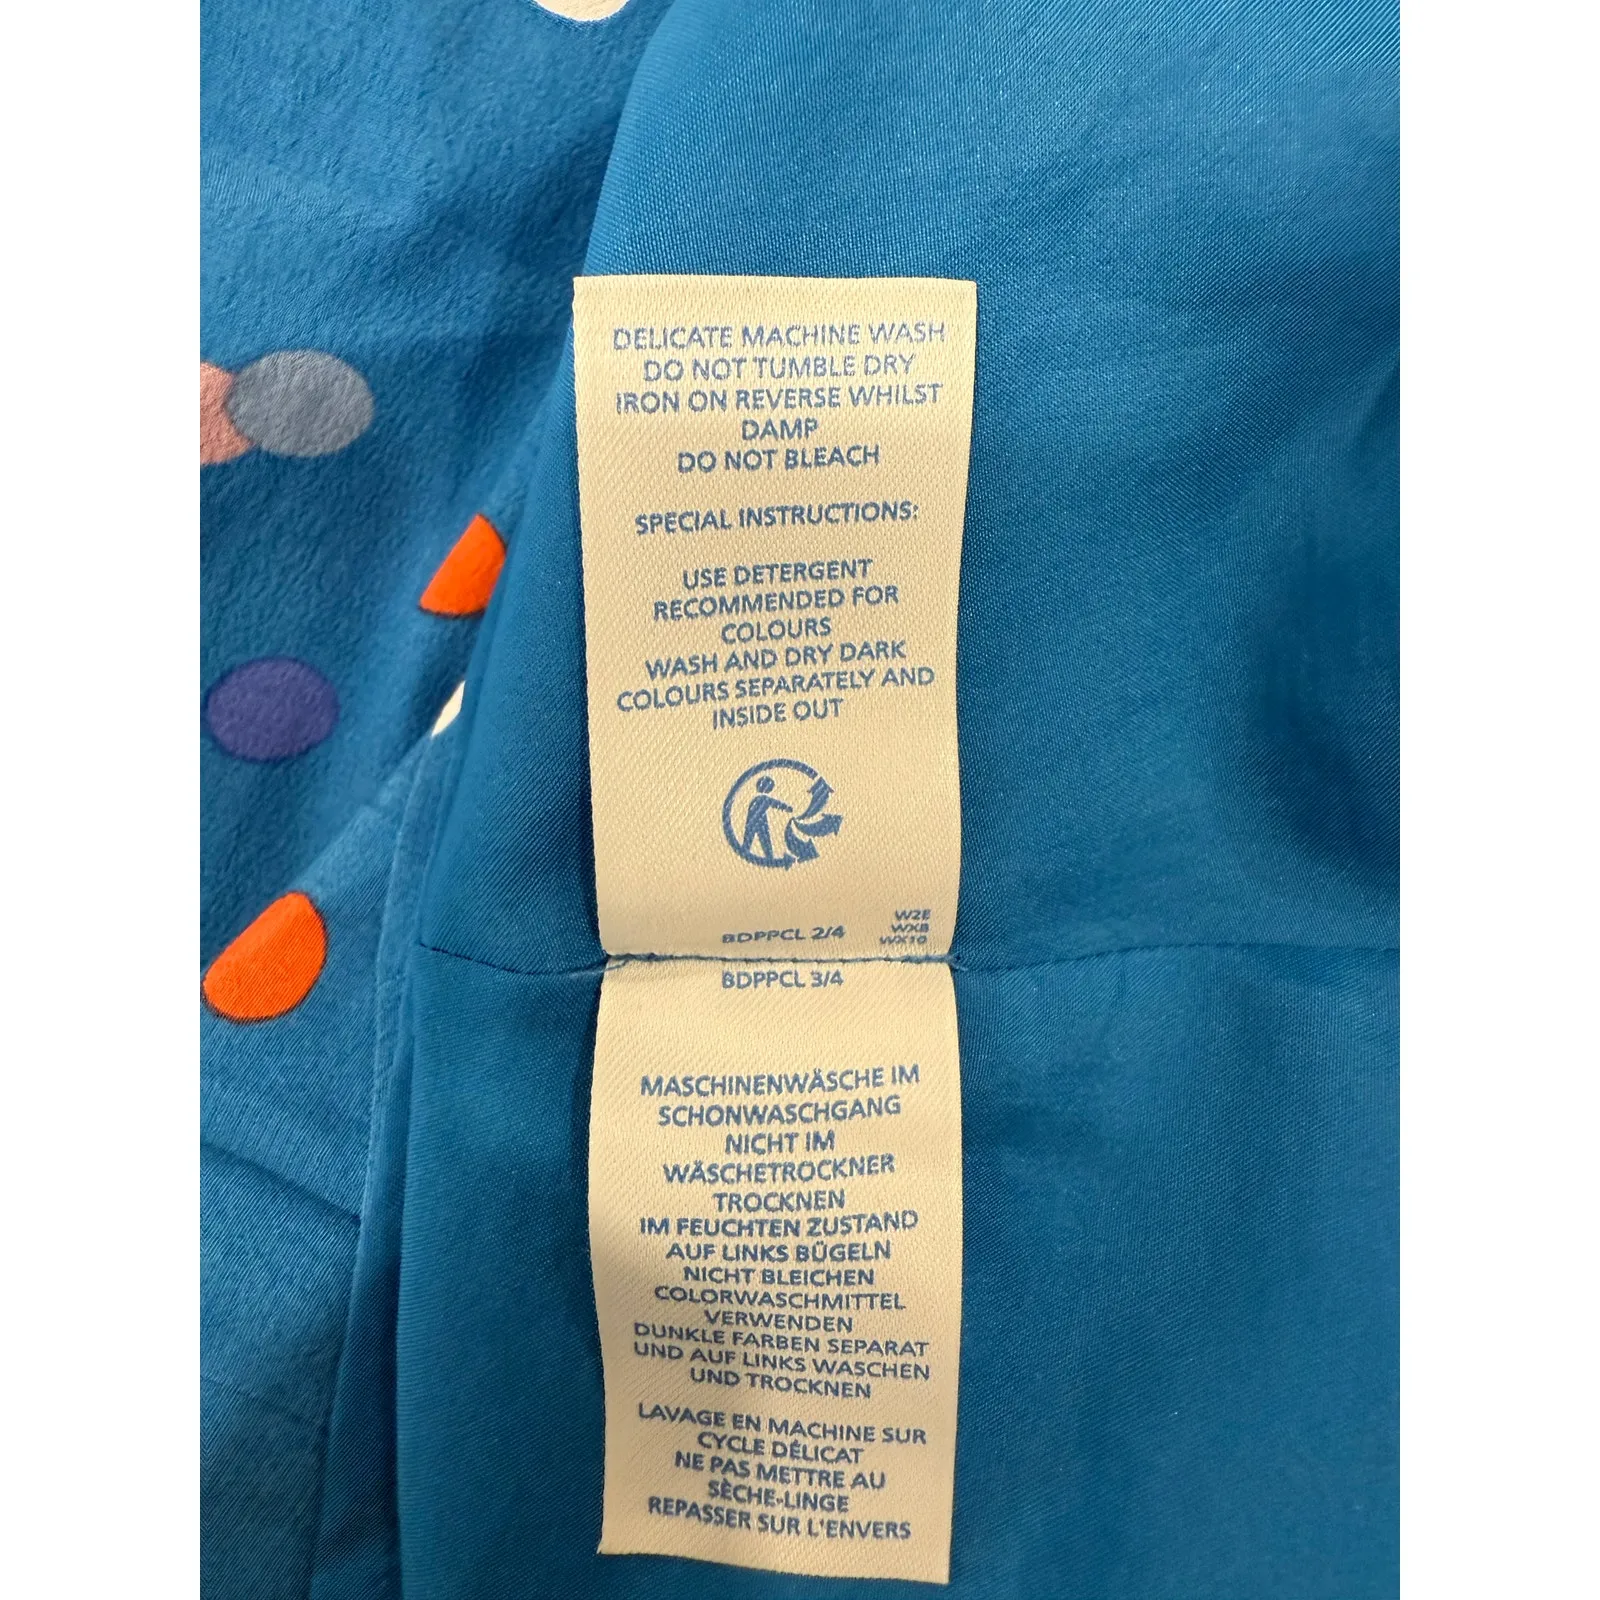 DELICATE MACHINE WASH
DO NOT TUMBLE DRY
IRON ON REVERSE WHILST
DAMP
DO NOT BLEACH
SPECIAL INSTRUCTIONS:
USE DETERGENT
RECOMMENDED FOR
COLOURS
WASH AND DRY DARK
COLOURS SEPARATELY AND
INSIDE OUT
W2E
WXB
WX10
BDPPCL 2/4
BDPPCL 3/4
MASCHINENWÄSCHE IM
SCHONWASCHGANG
NICHT IM
WÄSCHETROCKNER
TROCKNEN
IM FEUCHTEN ZUSTAND
AUF LINKS BÜGELN
NICHT BLEICHEN
COLORWASCHMITTEL
VERWENDEN
DUNKLE FARBEN SEPARAT
UND AUF LINKS WASCHEN
UND TROCKNEN
LAVAGE EN MACHINE SUR
CYCLE DÉLICAT
NE PAS METTRE AU
SÈCHE-LINGE
REPASSER SUR L'ENVERS